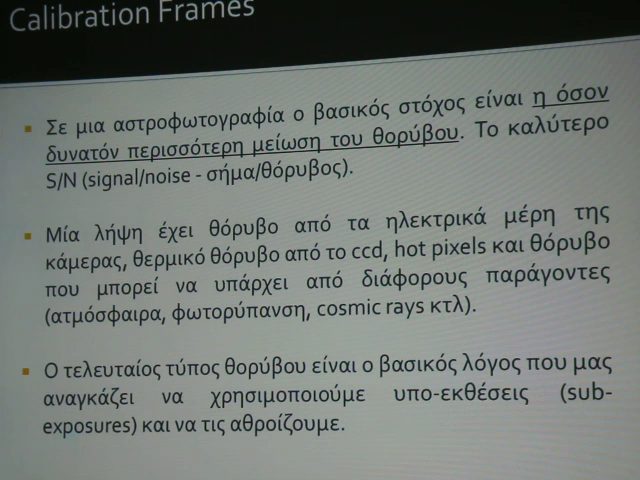 Calibration Frames
Σε μια αστροφωτογραφία ο βασικός στόχος είναι η όσον
δυνατόν περισσότερη μείωση του θορύβου. Το καλύτερο
S/N (signal/noise - σήμα/θόρυβος).
Μία λήψη έχει θόρυβο από τα ηλεκτρικά μέρη της
κάμερας, θερμικό θόρυβο από το ccd, hot pixels και θόρυβο
που μπορεί να υπάρχει από διάφορους παράγοντες
(ατμόσφαιρα, φωτορύπανση, cosmic rays κτλ).
Ο τελευταίος τύπος θορύβου είναι ο βασικός λόγος που μας
αναγκάζει να χρησιμοποιούμε υπο-εκθέσεις (sub-
exposures) και να τις αθροίζουμε.